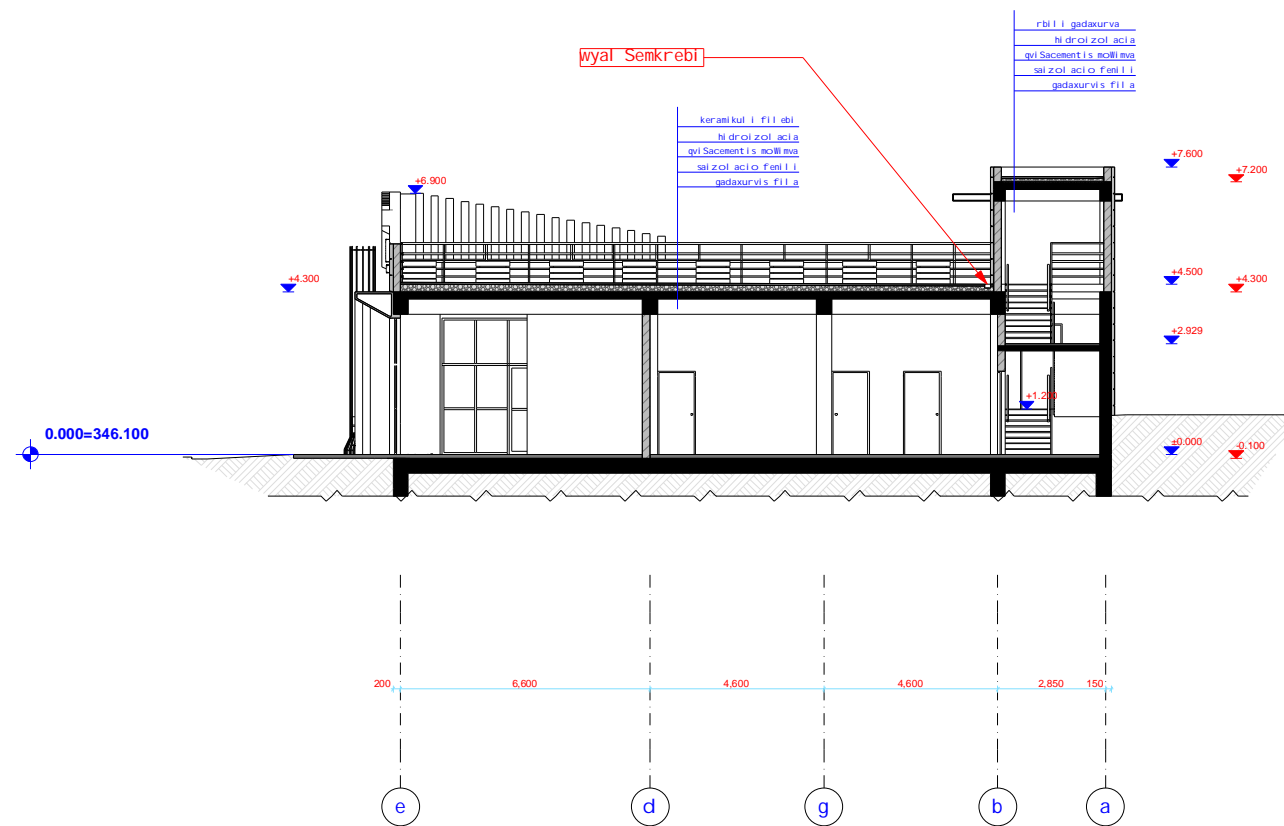 rbili gadaxurva
hidroizolacia
qviSacementis moWimva
saizolacio fenili
gadaxurvis fila
wyal Semkrebi
keramikuli filebi
hidroizolacia
qviSacementis moWimva
saizolacio fenili
gadaxurvis fila
+7.600
+7.200
+6.900
+4.300
+4.500
+4.300
+2.929
+1.220
0.000=346.100
±0.000
-0.100
200
6,600
4,600
4,600
2,850
150
e
d
g
b
a